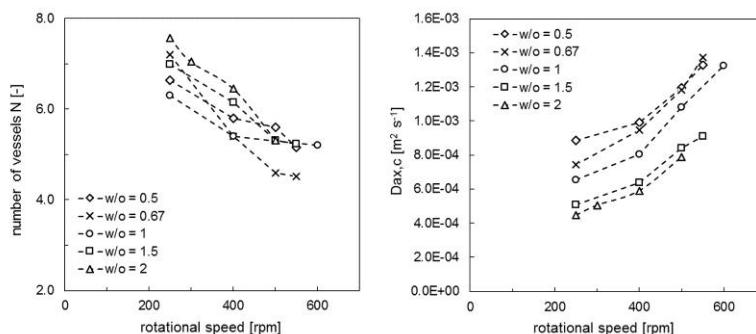 8.0
6.0
4.0
2.0
number of vessels N [-]
w/o = 0.5
w/o = 0.67
w/o = 1
w/o = 1.5
w/o = 2
0
200
400
600
rotational speed [rpm]
1.6E-03
1.4E-03
1.2E-03
1.0E-03
8.0E-04
6.0E-04
4.0E-04
2.0E-04
0.0E+00
Dax,c [m² s⁻¹]
w/o = 0.5
w/o = 0.67
w/o = 1
w/o = 1.5
w/o = 2
0
200
400
600
rotational speed [rpm]